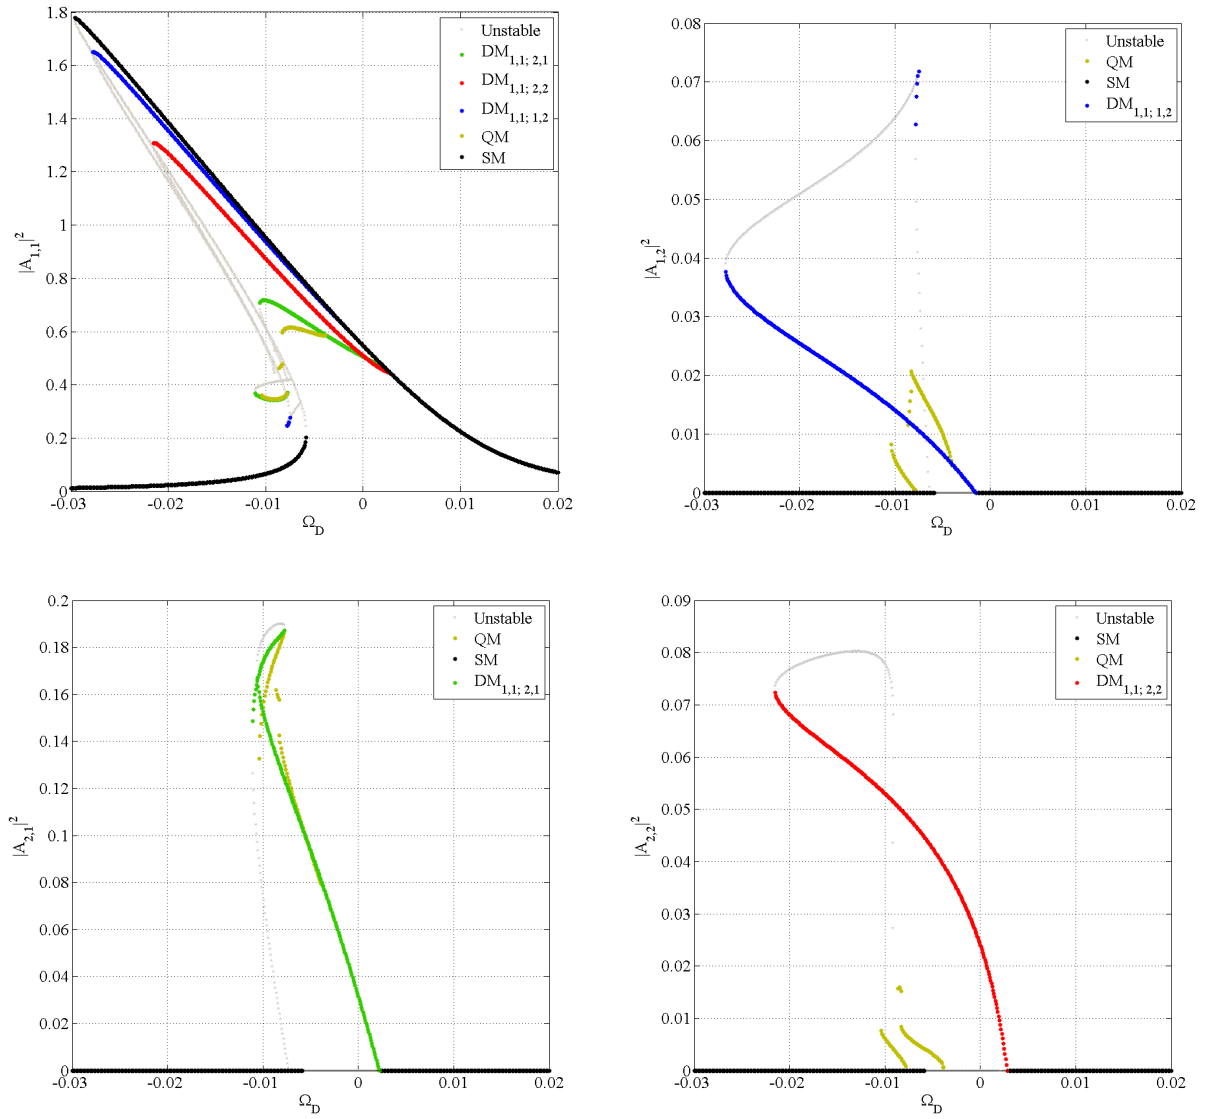 1.8
1.6
1.4
1.2
1
0.8
0.6
0.4
0.2
0
|A1,1|²
-0.03
-0.02
-0.01
0
0.01
0.02
ΩD
Unstable
DM1,1; 2,1
DM1,1; 2,2
DM1,1; 1,2
QM
SM
0.08
0.07
0.06
0.05
0.04
0.03
0.02
0.01
0
|A1,2|²
-0.03
-0.02
-0.01
0
0.01
0.02
ΩD
Unstable
QM
SM
DM1,1; 1,2
0.2
0.18
0.16
0.14
0.12
0.1
0.08
0.06
0.04
0.02
0
|A2,1|²
-0.03
-0.02
-0.01
0
0.01
0.02
ΩD
Unstable
QM
SM
DM1,1; 2,1
0.09
0.08
0.07
0.06
0.05
0.04
0.03
0.02
0.01
0
|A2,2|²
-0.03
-0.02
-0.01
0
0.01
0.02
ΩD
Unstable
SM
QM
DM1,1; 2,2